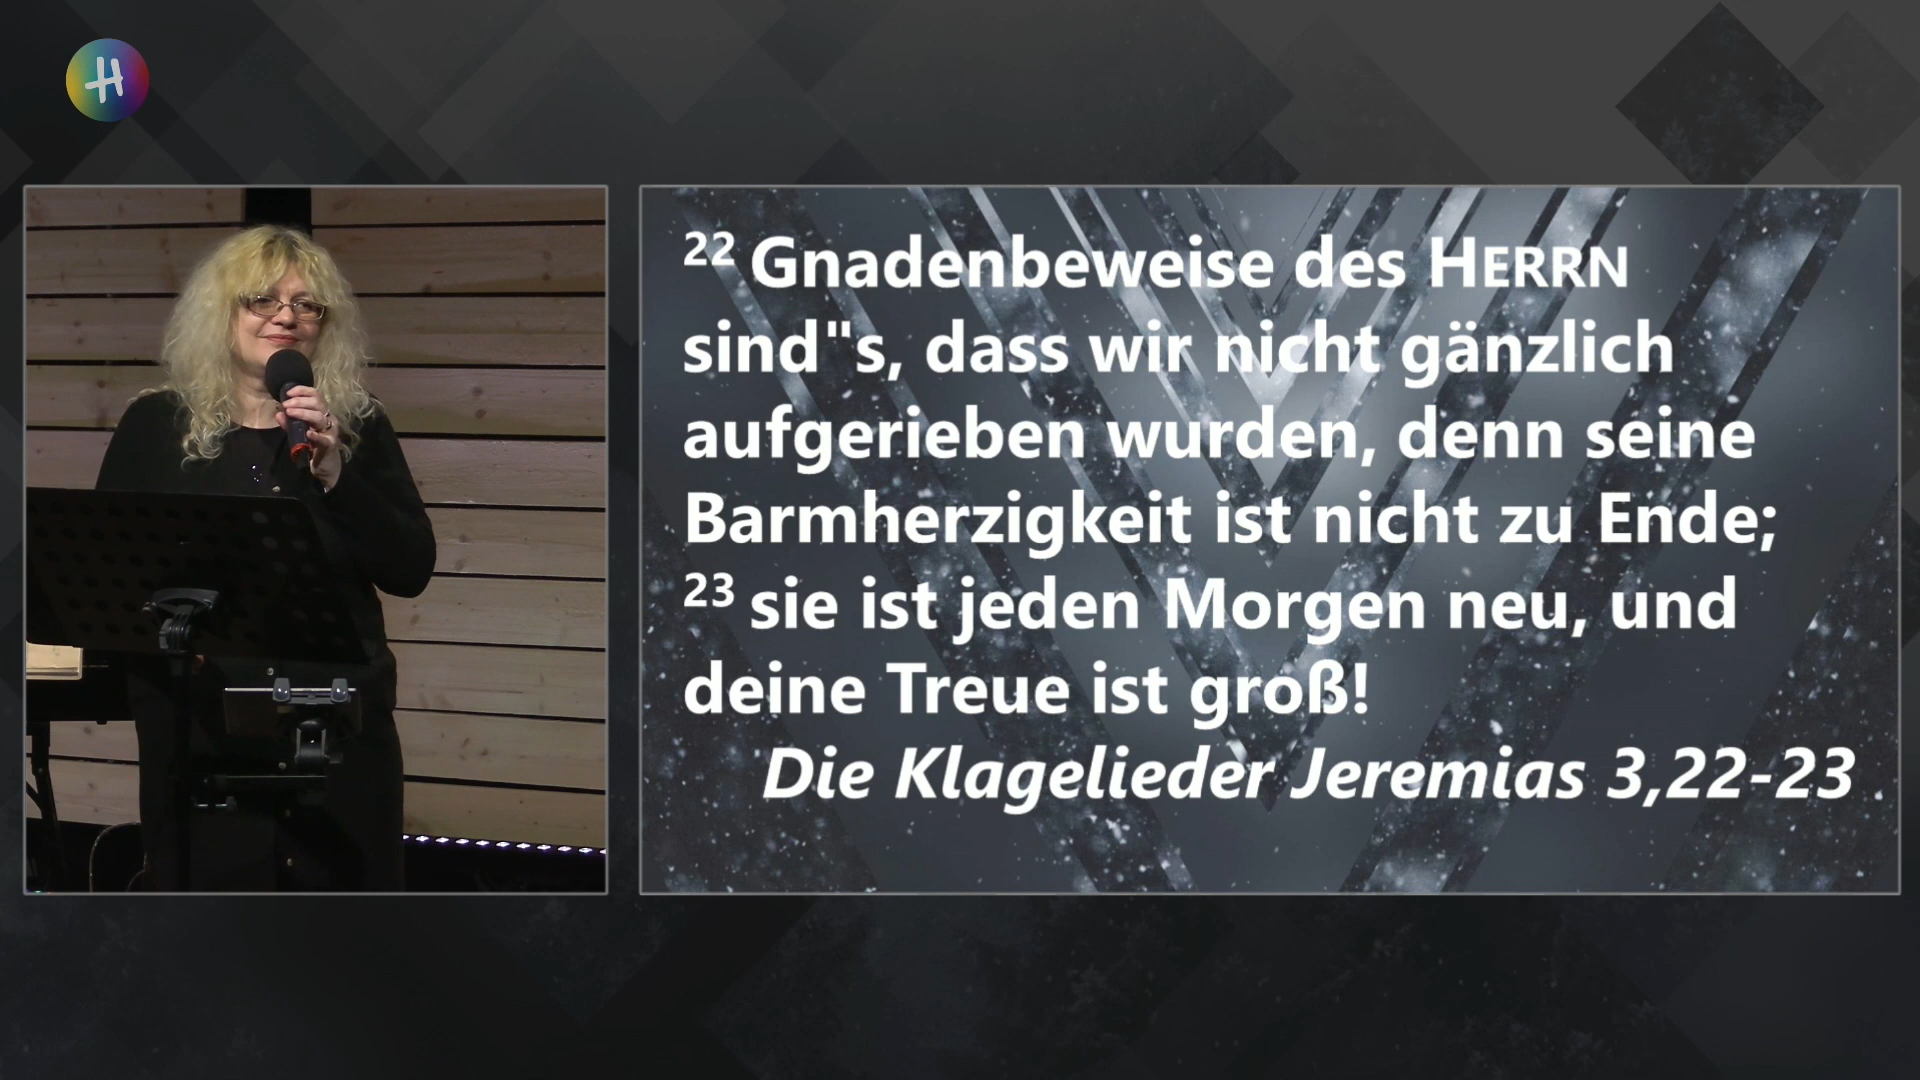 H
22 Gnadenbeweise des HERRN
sind"s, dass wir nicht gänzlich
aufgerieben wurden, denn seine
Barmherzigkeit ist nicht zu Ende;
23 sie ist jeden Morgen neu, und
deine Treue ist groß!
Die Klagelieder Jeremias 3,22-23